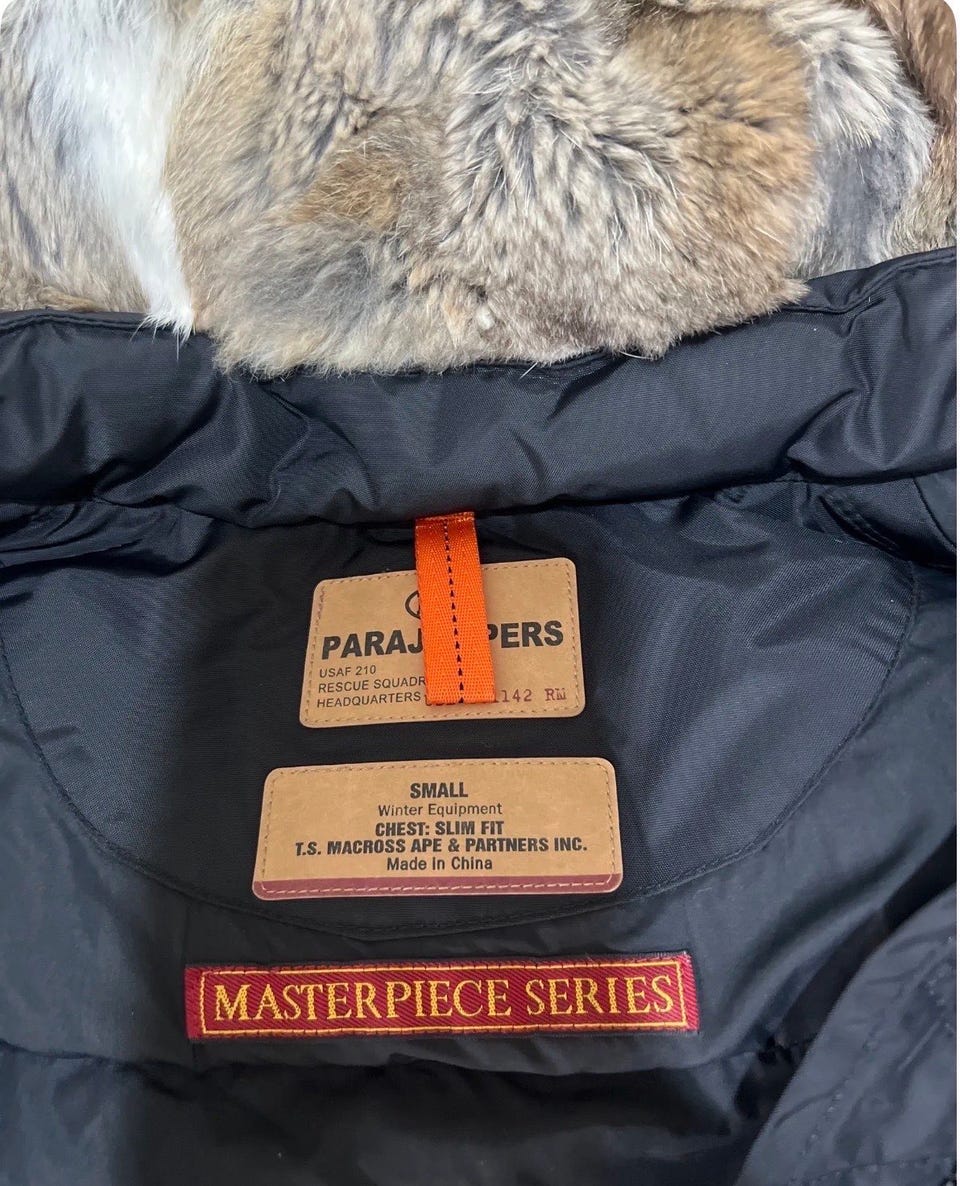 PARAJ PERS
USAF 210
RESCUE SQUADR
HEADQUARTERS 142 RN
SMALL
Winter Equipment
CHEST: SLIM FIT
T.S. MACROSS APE & PARTNERS INC.
Made in China
MASTERPIECE SERIES